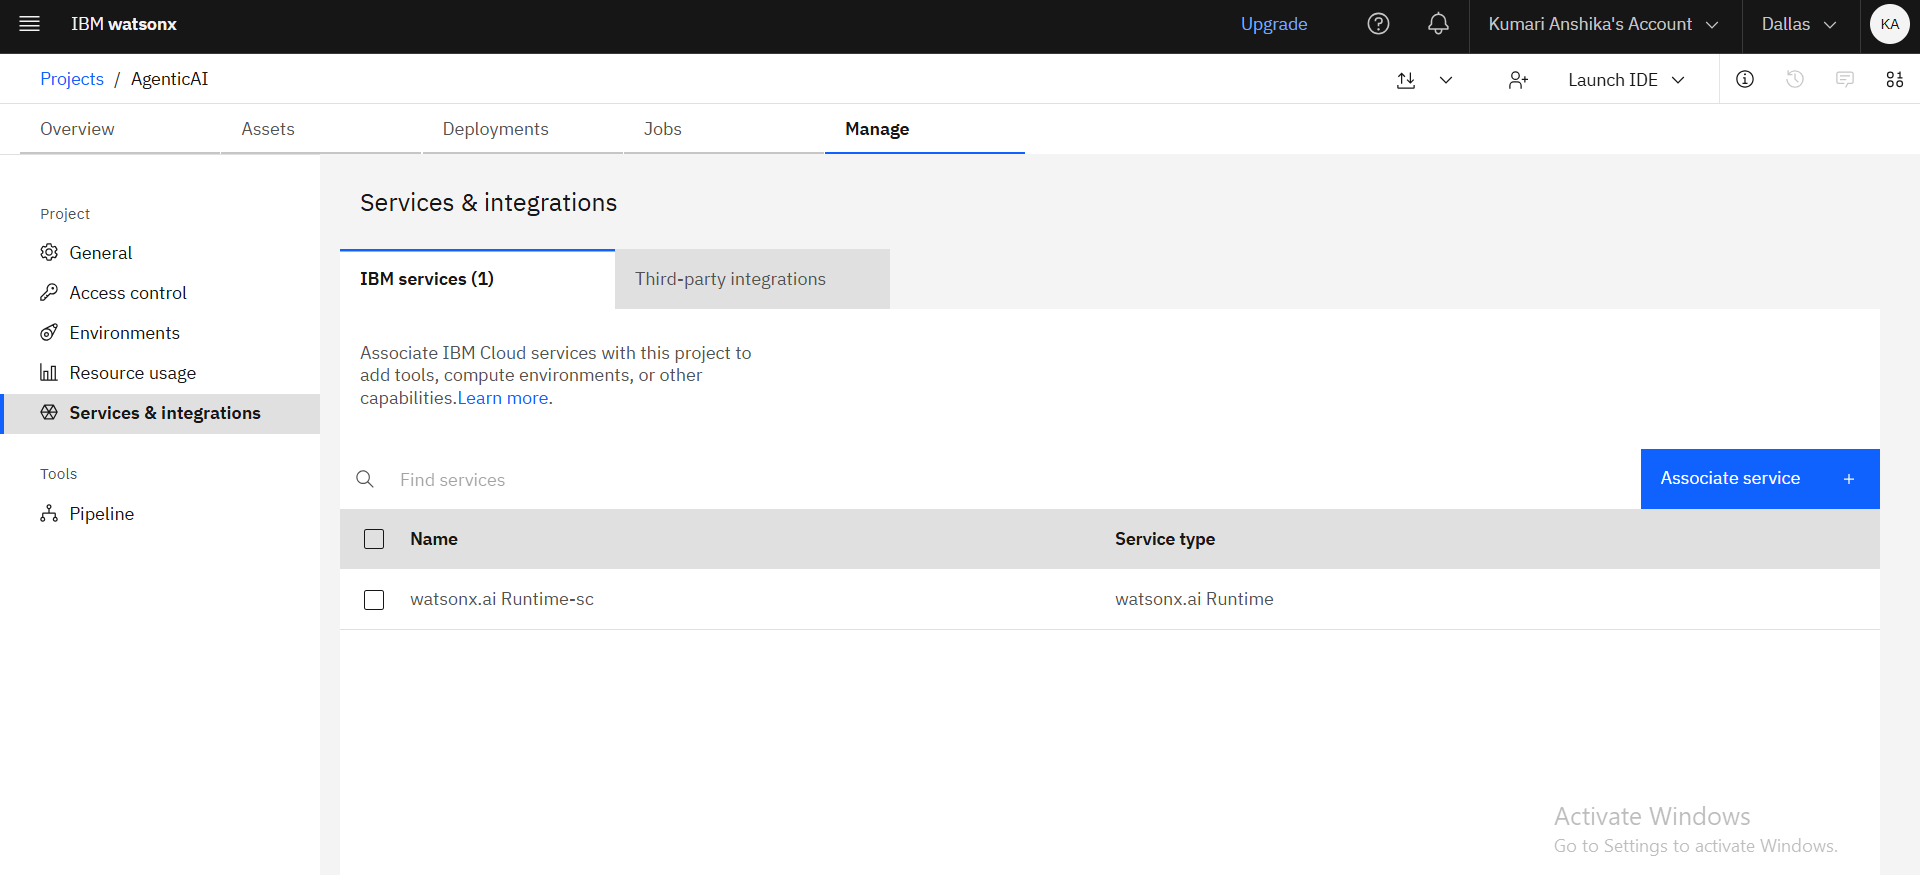 IBM watsonx
Upgrade
Kumari Anshika's Account
Dallas
KA
Projects / AgenticAI
Launch IDE
Overview
Assets
Deployments
Jobs
Manage
Project
General
Access control
Environments
Resource usage
Services & integrations
Tools
Pipeline
Services & integrations
IBM services (1)
Third-party integrations
Associate IBM Cloud services with this project to
add tools, compute environments, or other
capabilities.Learn more.
Find services
Associate service +
Name
Service type
watsonx.ai Runtime-sc
watsonx.ai Runtime
Activate Windows
Go to Settings to activate Windows.